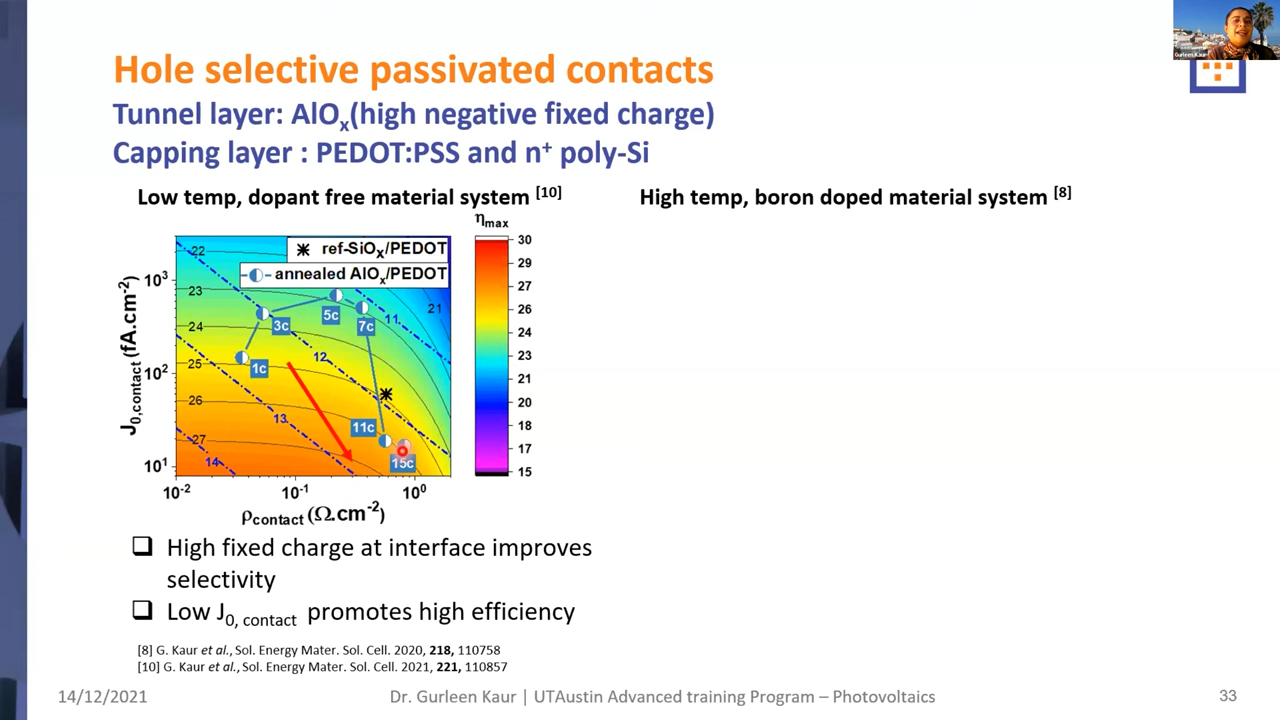 Gurleen Kaur
Hole selective passivated contacts
Tunnel layer: AlOx(high negative fixed charge)
Capping layer : PEDOT:PSS and n+ poly-Si
Low temp, dopant free material system [10]
High temp, boron doped material system [8]
ηmax
ref-SiOx/PEDOT
annealed AlOx/PEDOT
22
23
24
25
26
27
21
11
12
13
14
1c
3c
5c
7c
11c
15c
30
29
27
26
24
23
21
20
18
17
15
J0,contact (fA.cm-2)
10³
10²
10¹
10-2
10-1
10⁰
ρcontact (Ω.cm-2)
❑ High fixed charge at interface improves
selectivity
❑ Low J0, contact promotes high efficiency
[8] G. Kaur et al., Sol. Energy Mater. Sol. Cell. 2020, 218, 110758
[10] G. Kaur et al., Sol. Energy Mater. Sol. Cell. 2021, 221, 110857
14/12/2021
Dr. Gurleen Kaur | UTAustin Advanced training Program – Photovoltaics
33